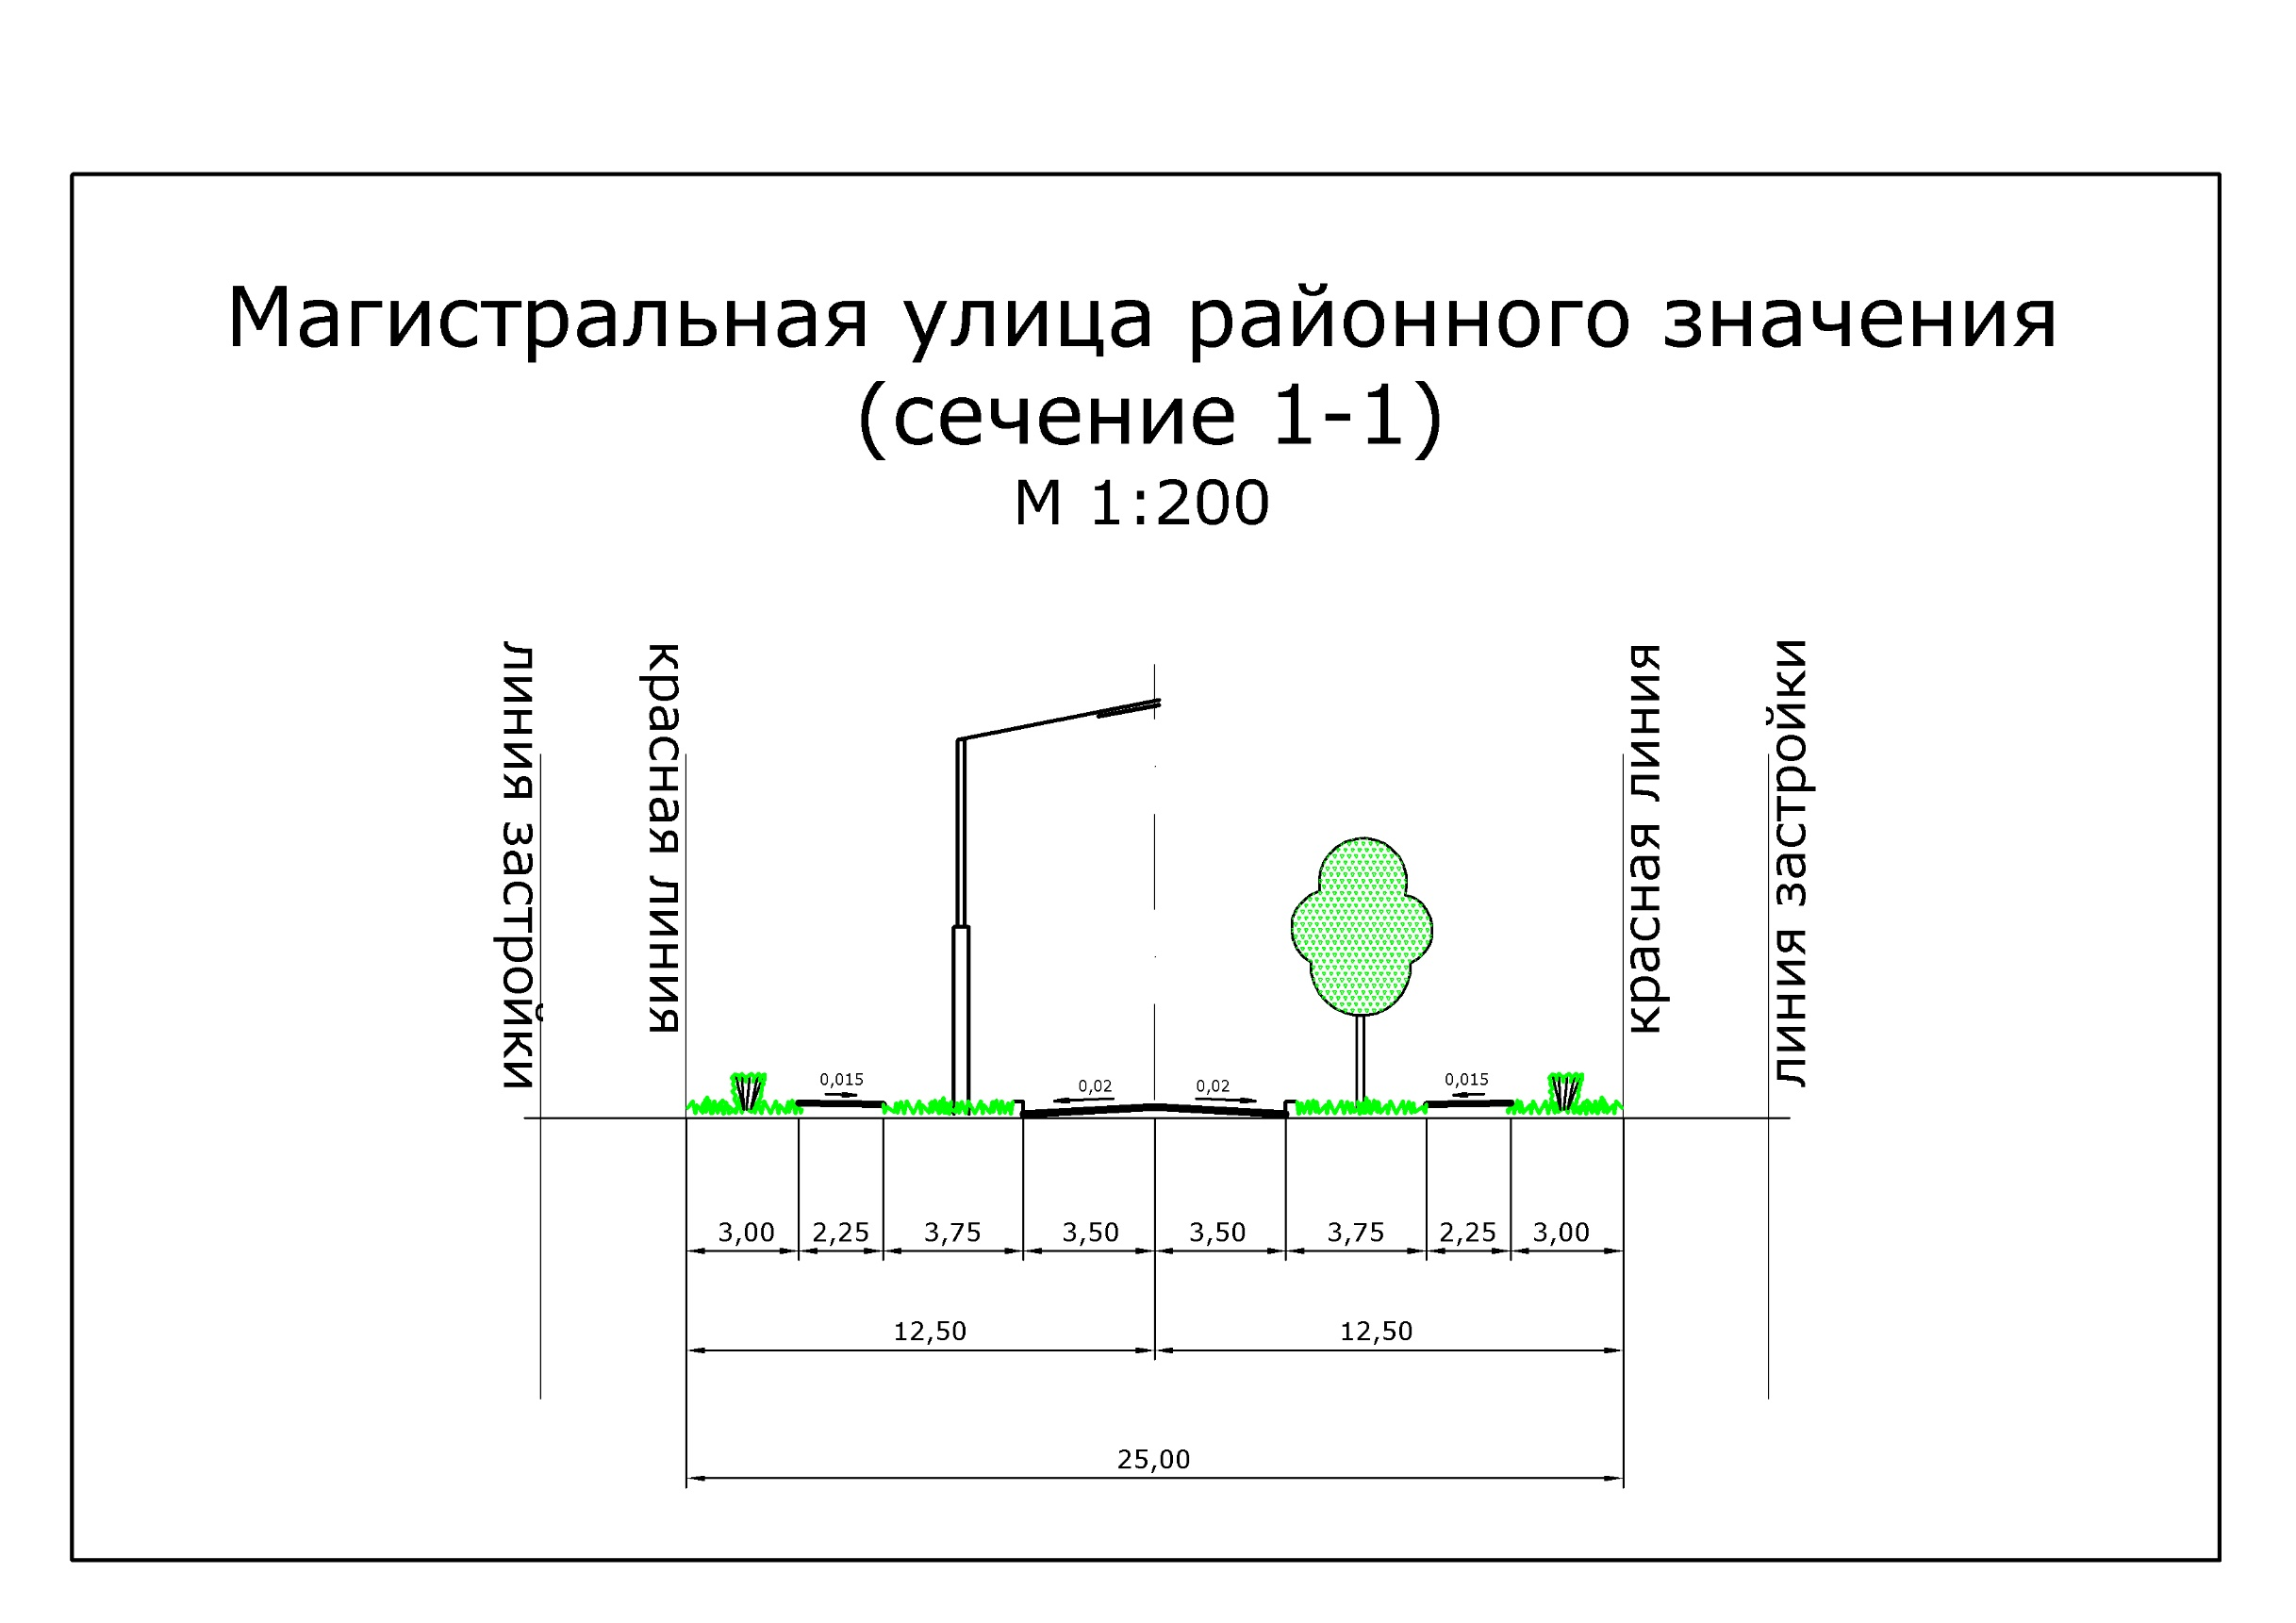 Магистральная улица районного значения
(сечение 1-1)
М 1:200
линия застройки
красная линия
красная линия
линия застройки
0,015
0,02
0,02
0,015
3,00
2,25
3,75
3,50
3,50
3,75
2,25
3,00
12,50
12,50
25,00